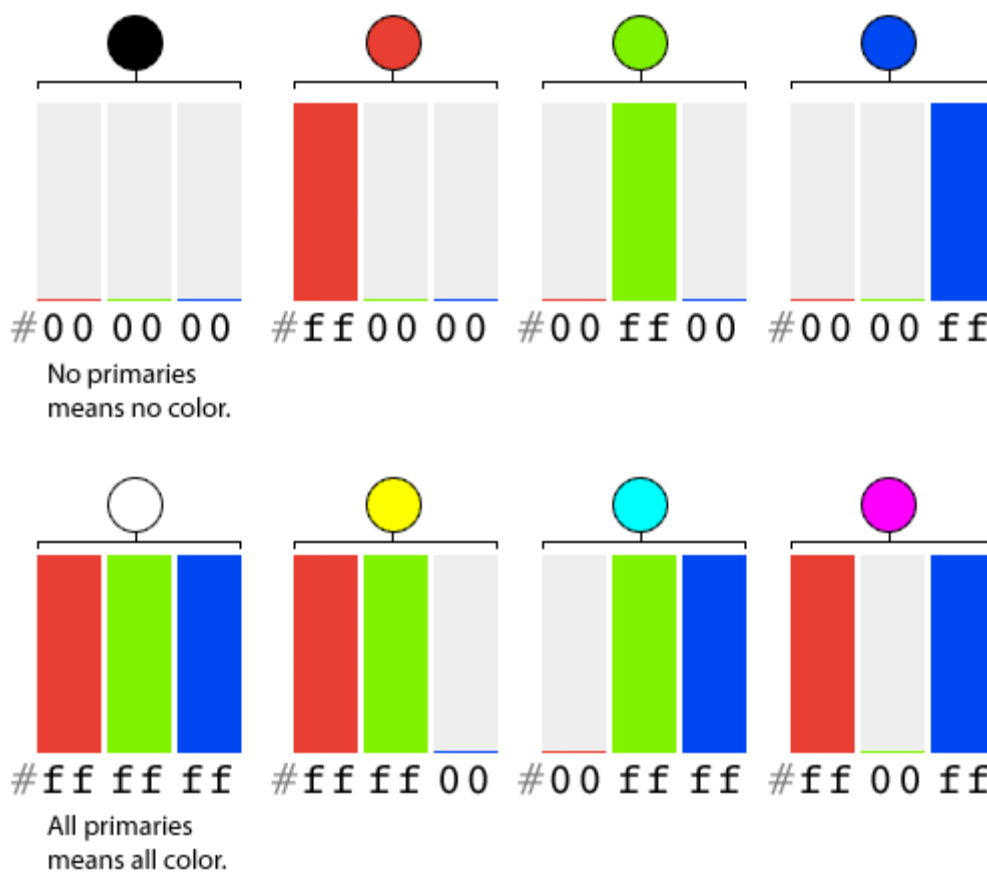 #00 00 00 #ff 00 00 #00 ff 00 #00 00 ff
No primaries
means no color.
#ff ff ff #ff ff 00 #00 ff ff #ff 00 ff
All primaries
means all color.